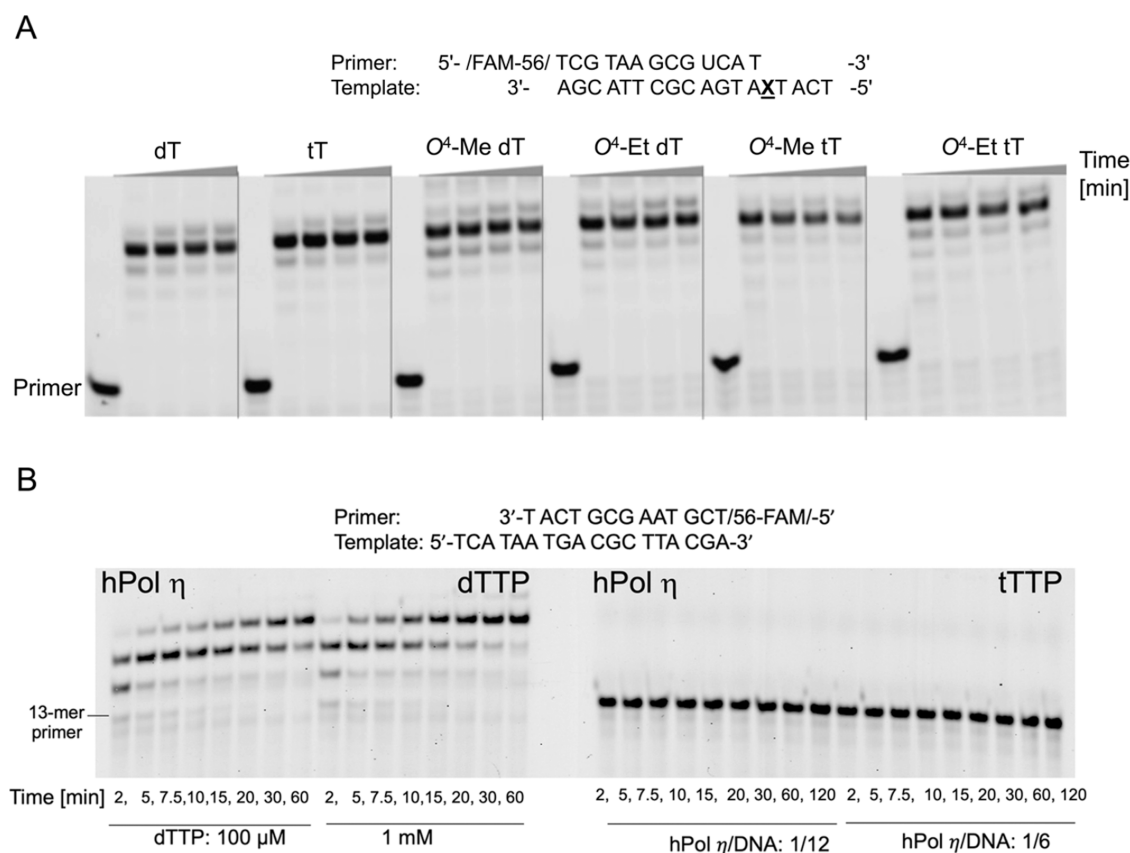 A
Primer: 5'- /FAM-56/ TCG TAA GCG UCA T -3'
Template: 3'- AGC ATT CGC AGT AXT ACT -5'
dT tT O⁴-Me dT O⁴-Et dT O⁴-Me tT O⁴-Et tT Time [min]
Primer
B
Primer: 3′-T ACT GCG AAT GCT/56-FAM/-5′
Template: 5′-TCA TAA TGA CGC TTA CGA-3′
hPol η dTTP hPol η tTTP
13-mer primer
Time [min] 2, 5, 7.5, 10, 15, 20, 30, 60 2, 5, 7.5, 10, 15, 20, 30, 60 2, 5, 7.5, 10, 15, 20, 30, 60, 120 2, 5, 7.5, 10, 15, 20, 30, 60, 120
dTTP: 100 µM 1 mM hPol η/DNA: 1/12 hPol η/DNA: 1/6